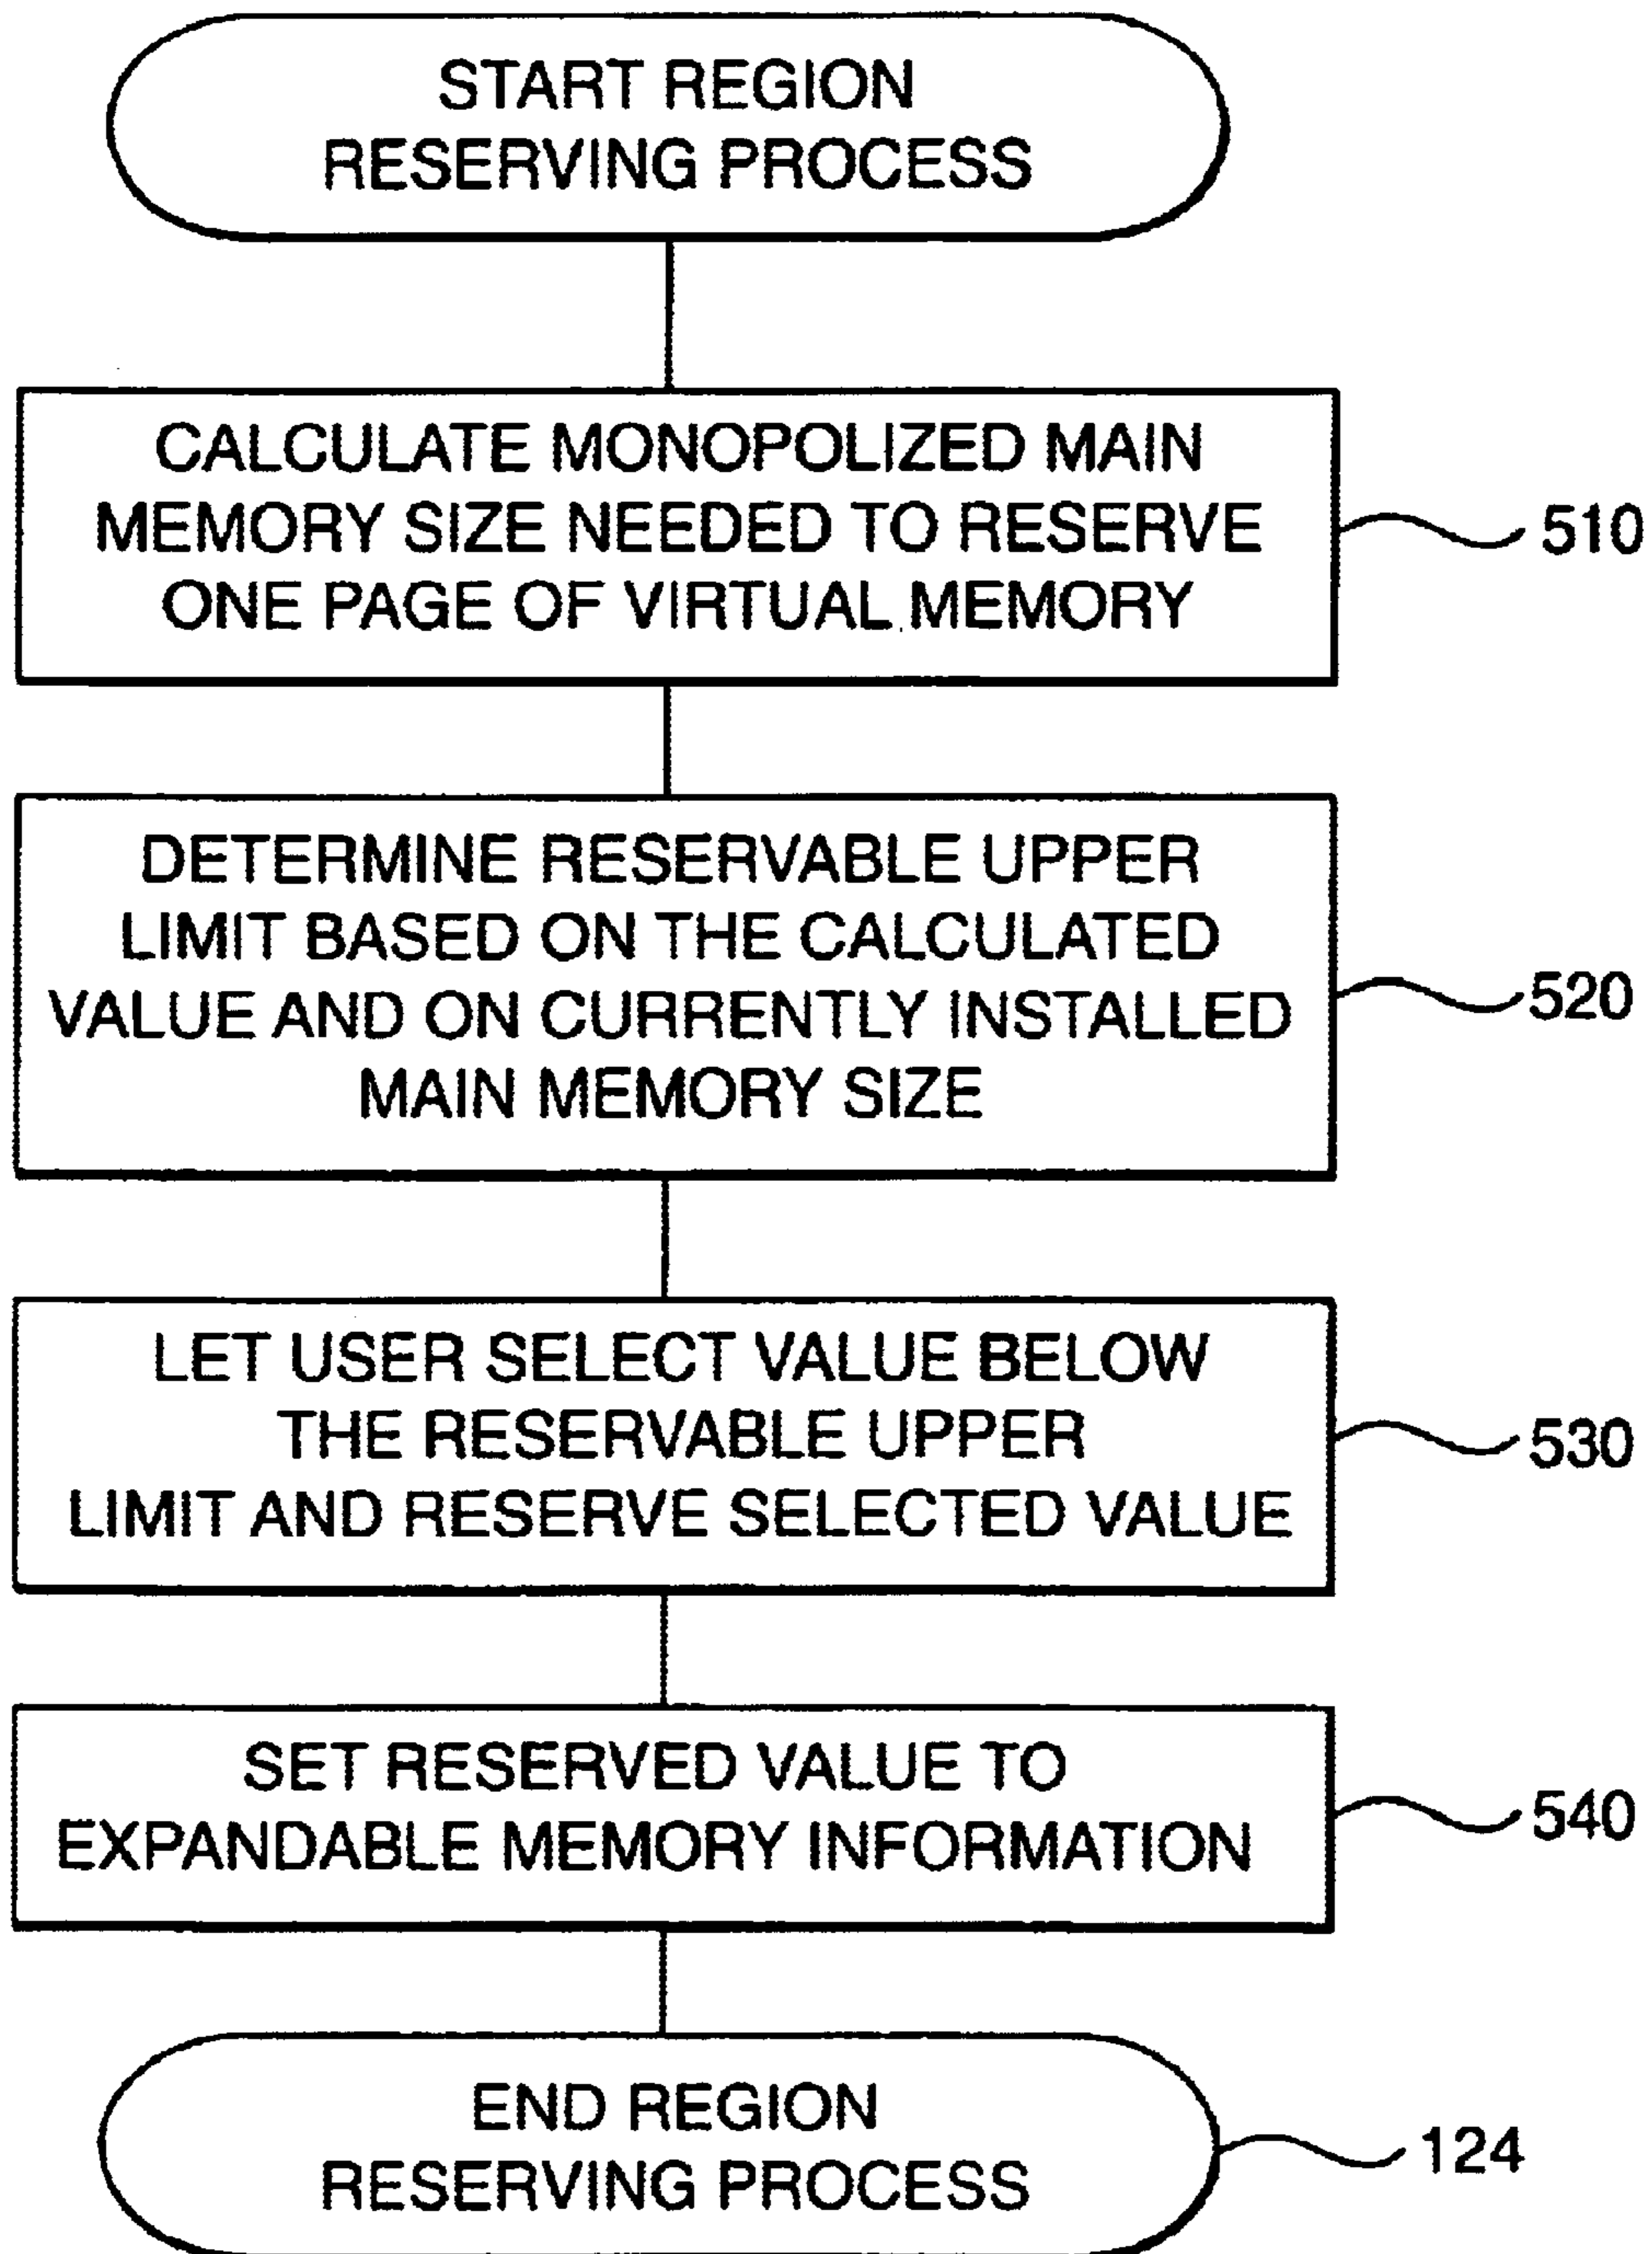 START REGION
RESERVING PROCESS
CALCULATE MONOPOLIZED MAIN
MEMORY SIZE NEEDED TO RESERVE
ONE PAGE OF VIRTUAL MEMORY
510
DETERMINE RESERVABLE UPPER
LIMIT BASED ON THE CALCULATED
VALUE AND ON CURRENTLY INSTALLED
MAIN MEMORY SIZE
520
LET USER SELECT VALUE BELOW
THE RESERVABLE UPPER
LIMIT AND RESERVE SELECTED VALUE
530
SET RESERVED VALUE TO
EXPANDABLE MEMORY INFORMATION
540
END REGION
RESERVING PROCESS
124